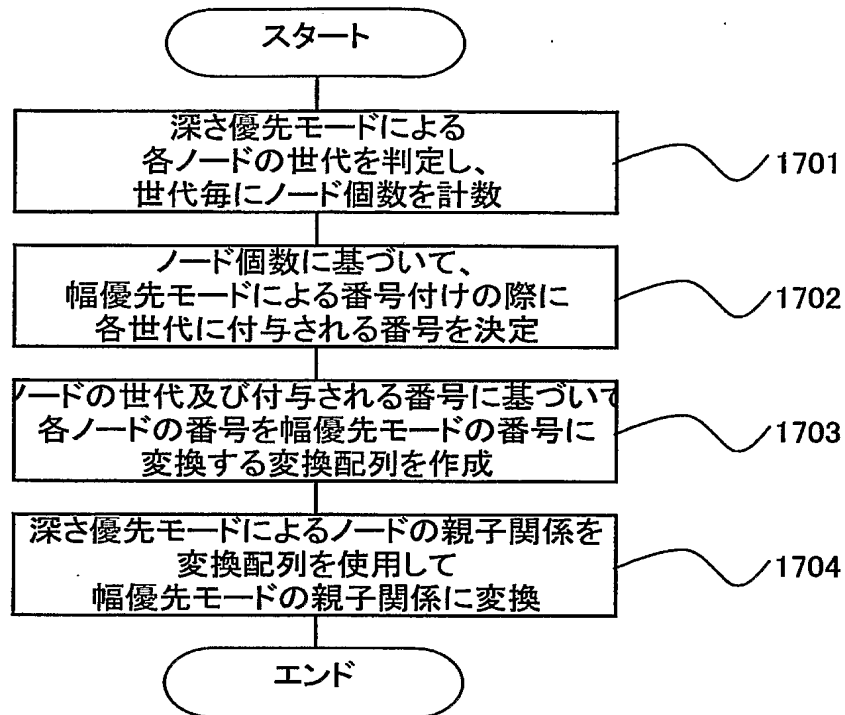 スタート
深さ優先モードによる
各ノードの世代を判定し、
世代毎にノード個数を計数
1701
ノード個数に基づいて、
幅優先モードによる番号付けの際に
各世代に付与される番号を決定
1702
ノードの世代及び付与される番号に基づいて
各ノードの番号を幅優先モードの番号に
変換する変換配列を作成
1703
深さ優先モードによるノードの親子関係を
変換配列を使用して
幅優先モードの親子関係に変換
1704
エンド